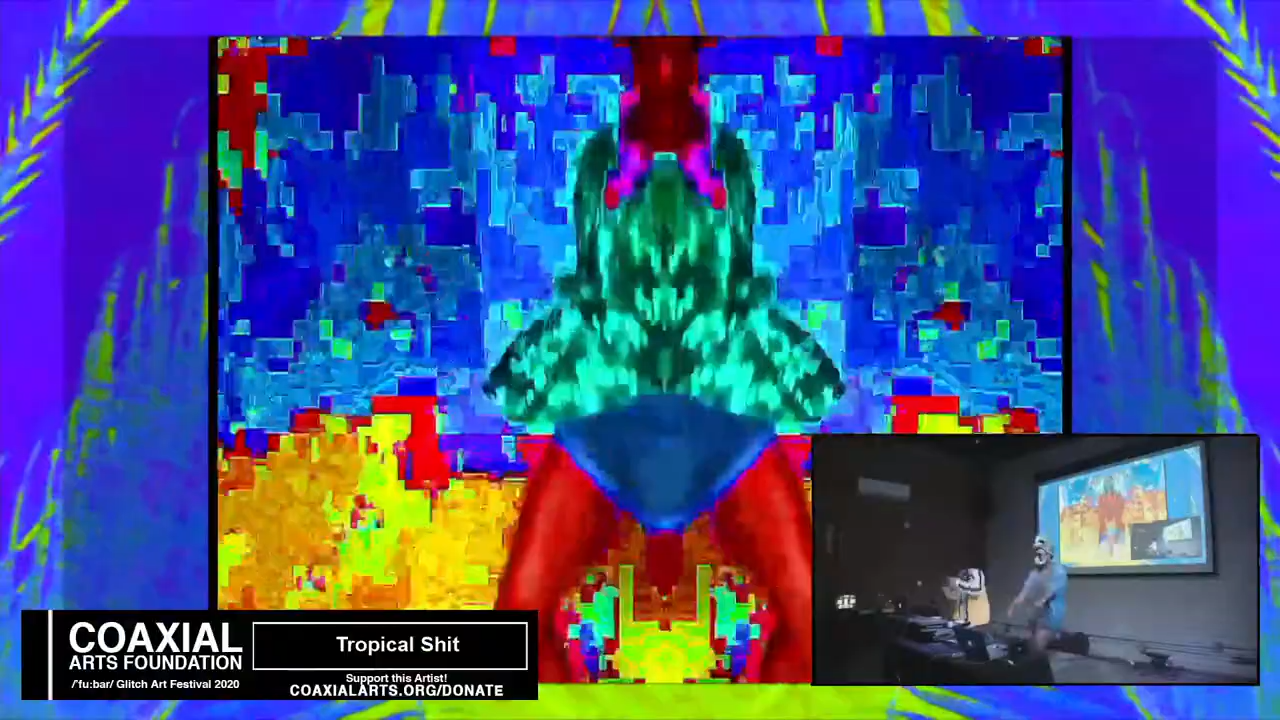 COAXIAL
ARTS FOUNDATION
/'fu:bar/ Glitch Art Festival 2020
Tropical Shit
Support this Artist!
COAXIALARTS.ORG/DONATE